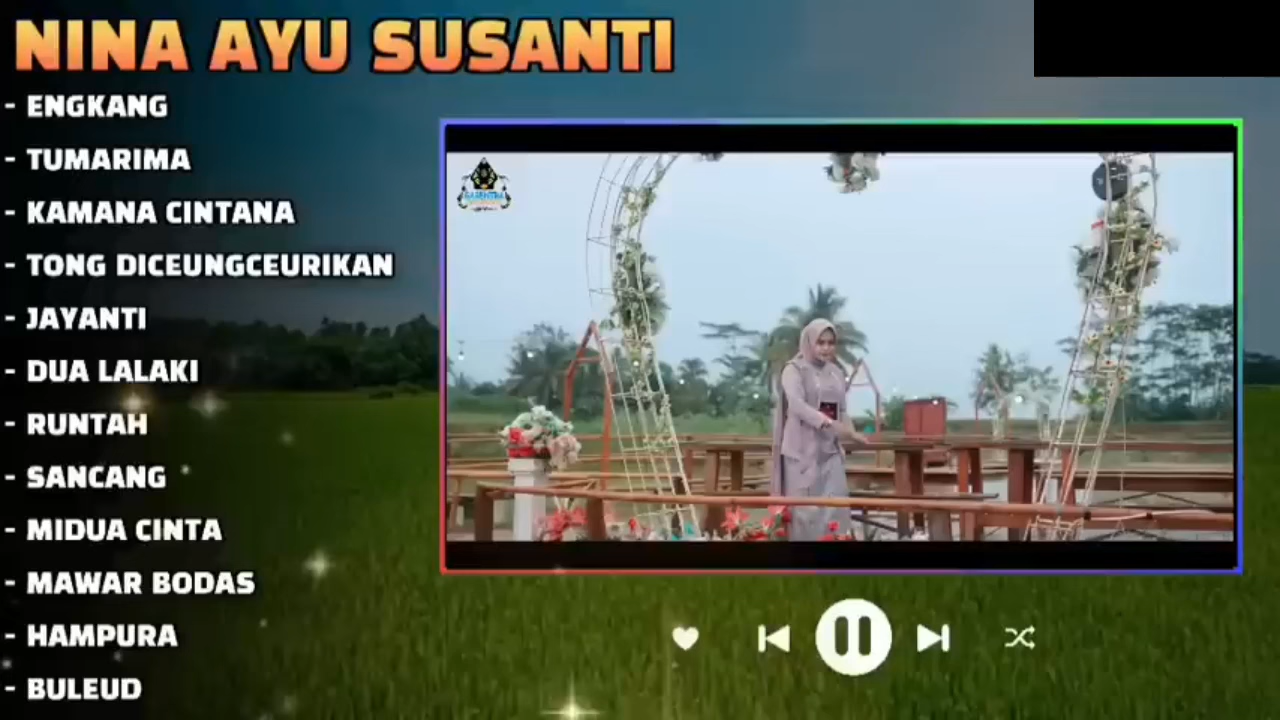 NINA AYU SUSANTI
- ENGKANG
- TUMARIMA
- KAMANA CINTANA
- TONG DICEUNGCEURIKAN
- JAYANTI
- DUA LALAKI
- RUNTAH
- SANCANG
- MIDUA CINTA
- MAWAR BODAS
- HAMPURA
- BULEUD